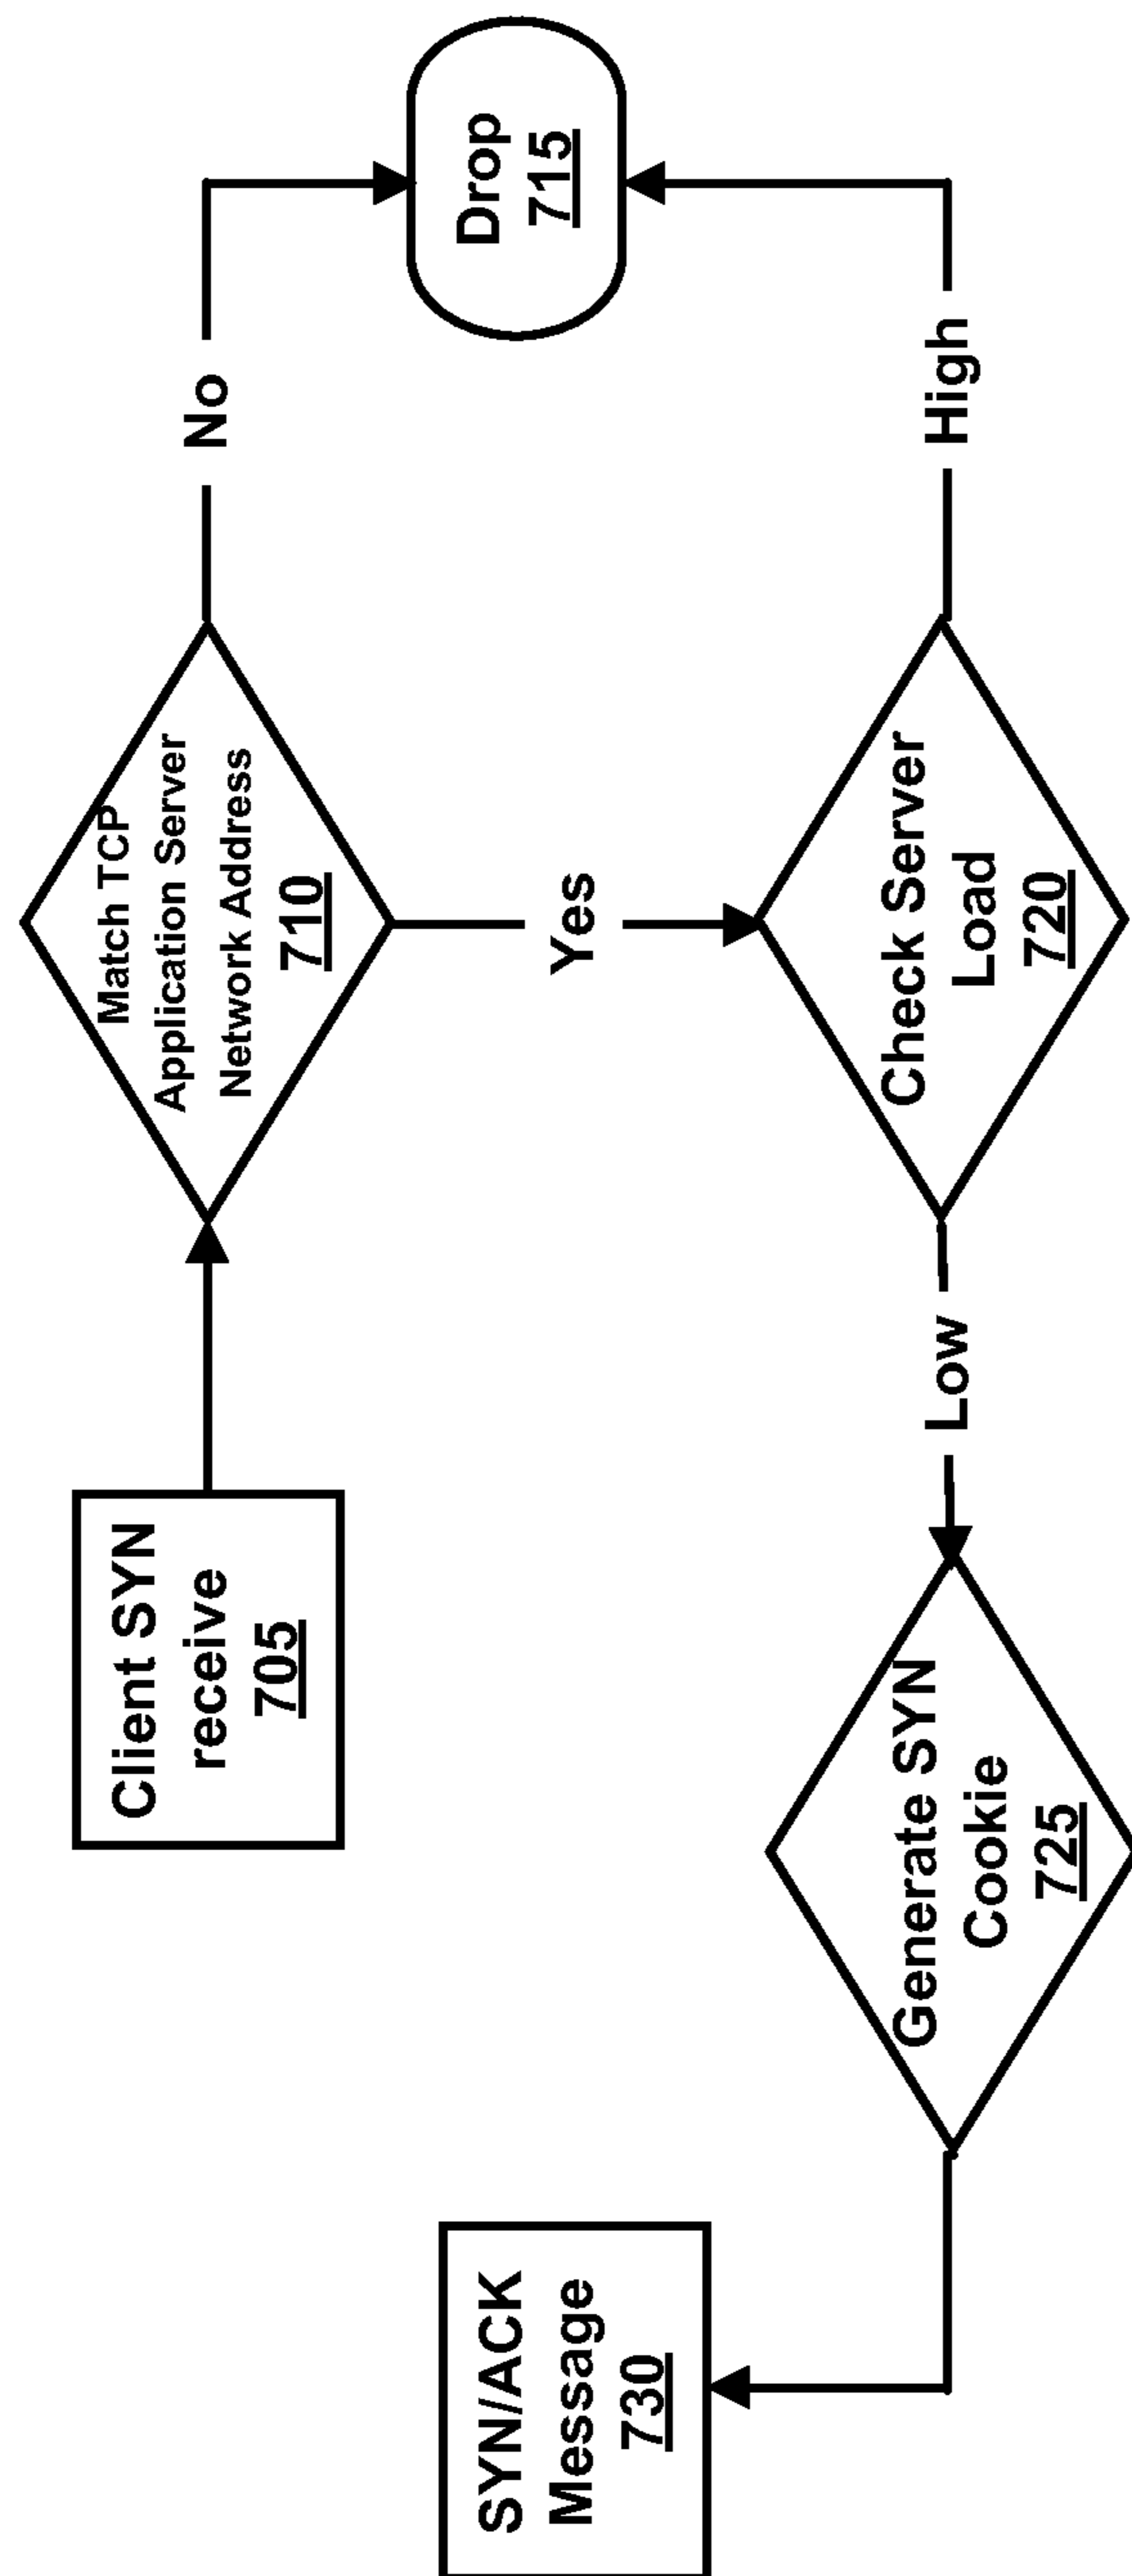 Client SYN
receive
705
Match TCP
Application Server
Network Address
710
No
Drop
715
Yes
Check Server
Load
720
High
Low
Generate SYN
Cookie
725
SYN/ACK
Message
730